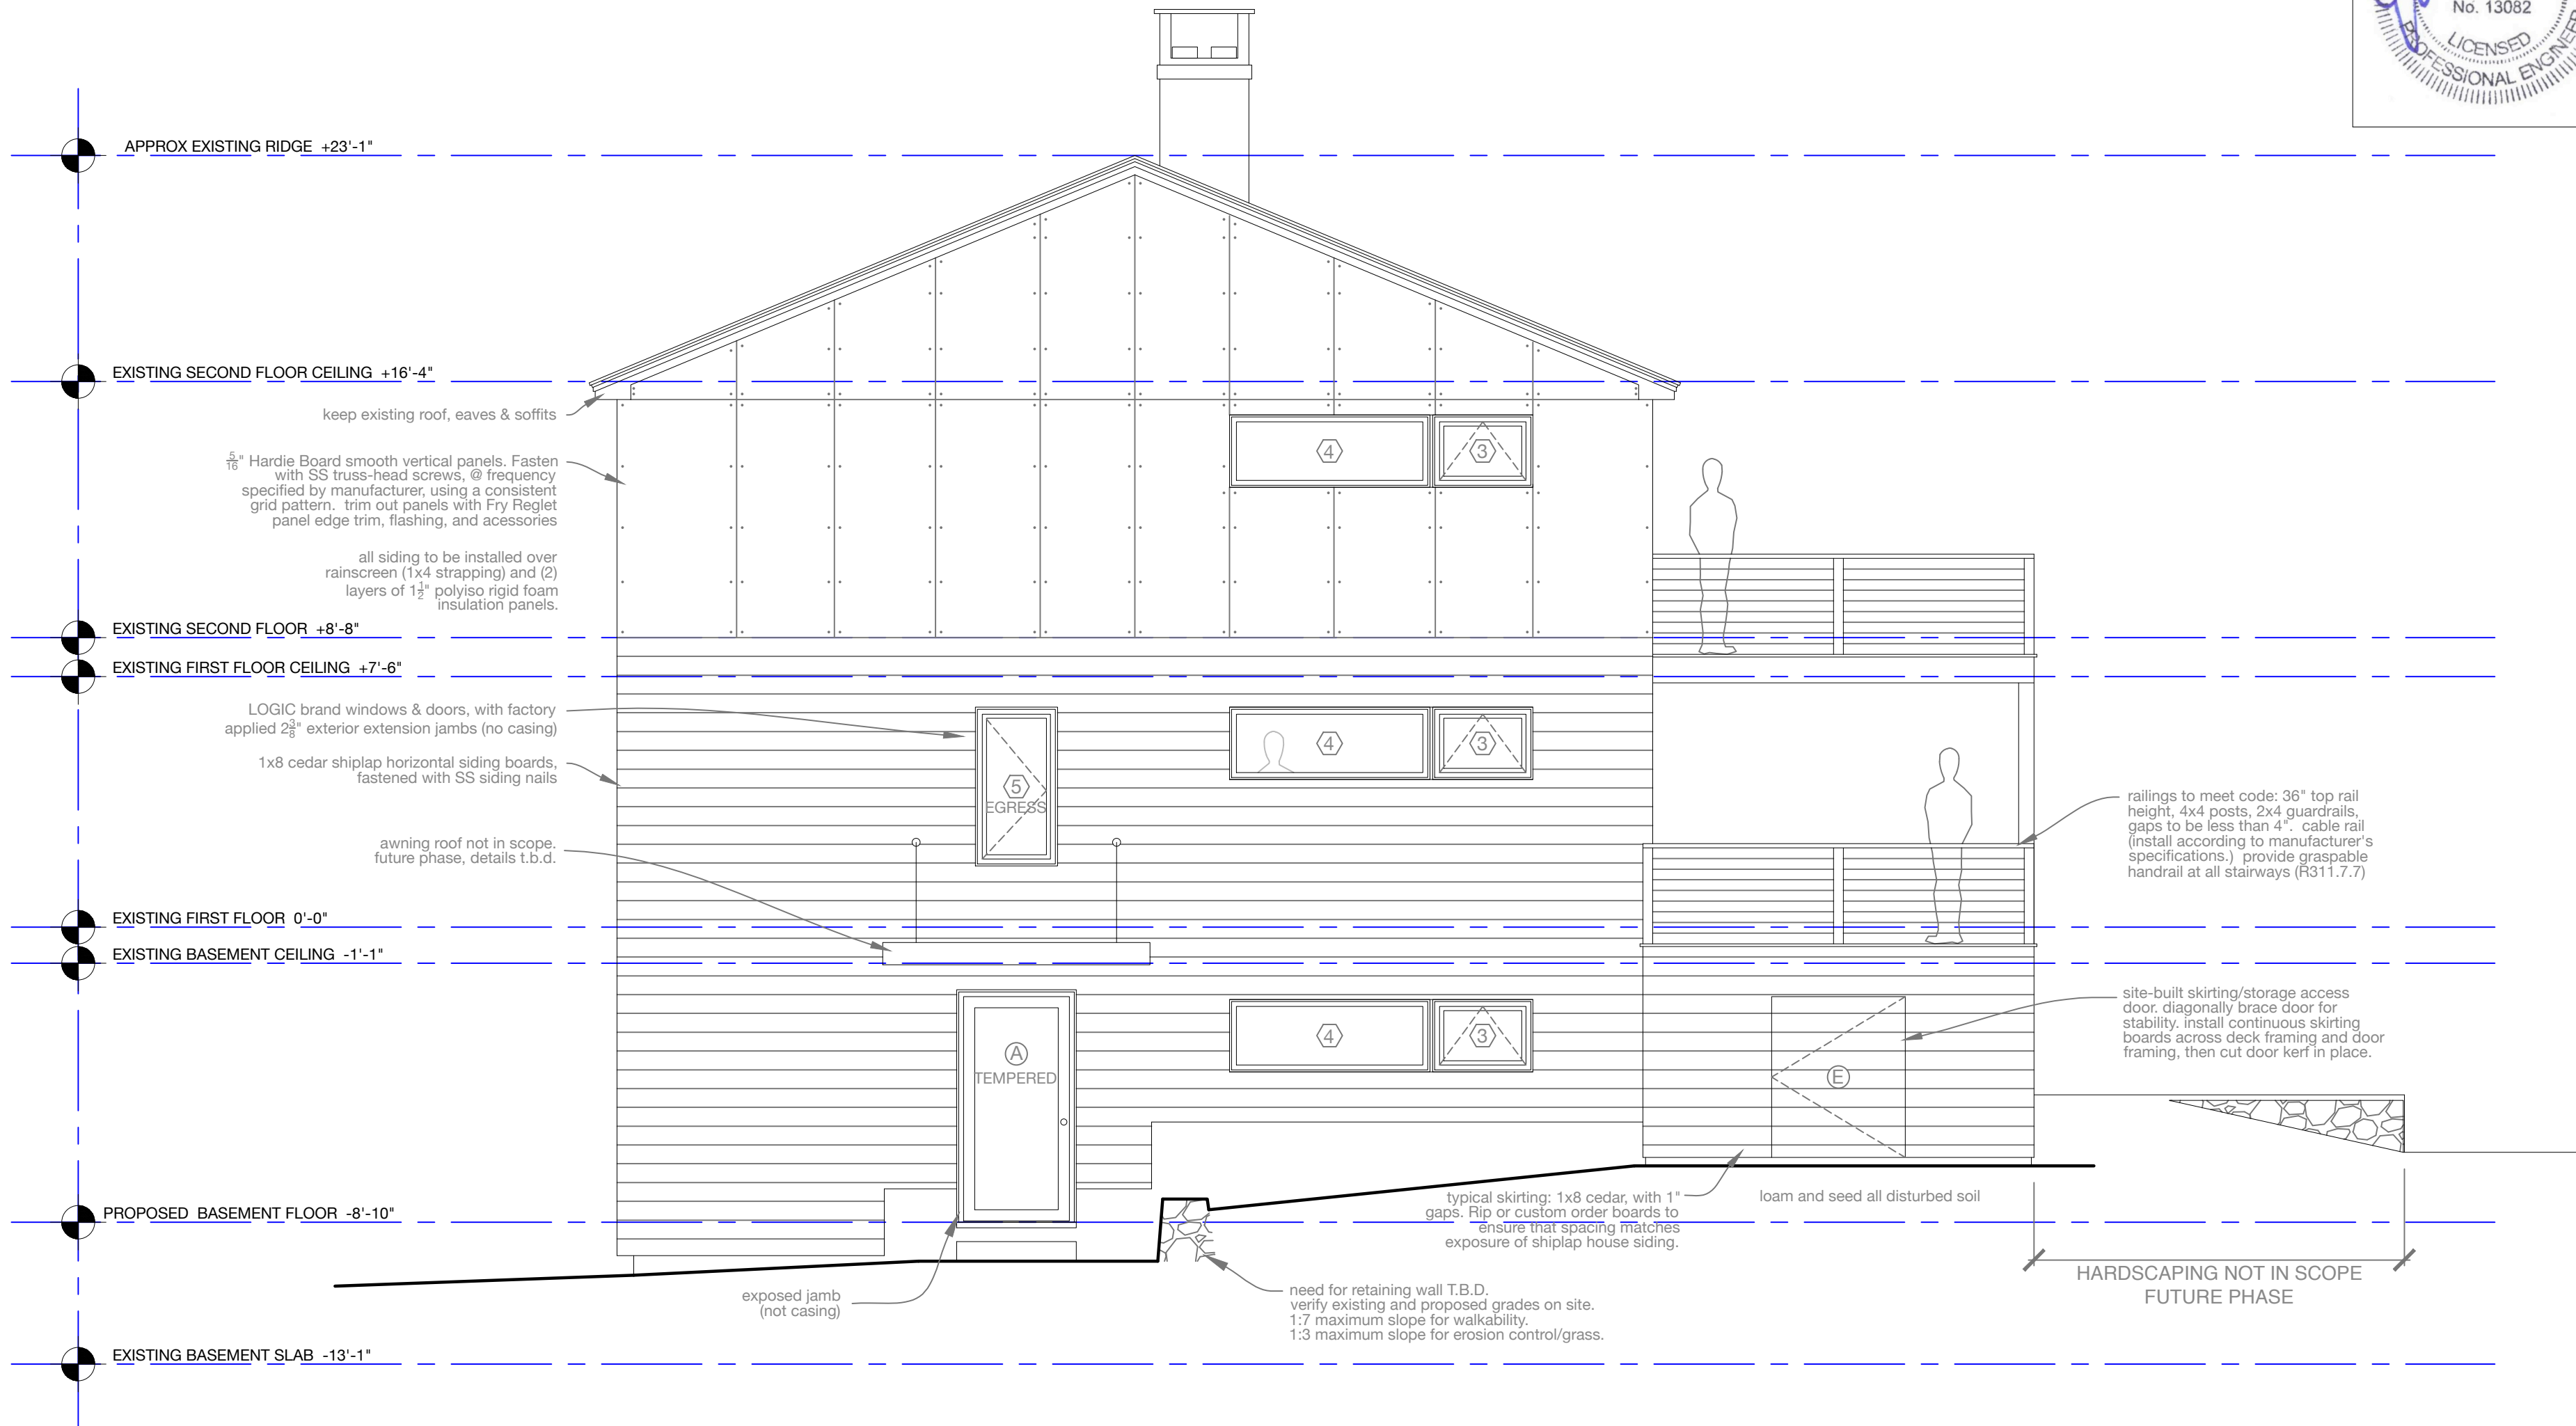 No. 13082
LICENSED
PROFESSIONAL ENGINEER
APPROX EXISTING RIDGE +23'-1"
EXISTING SECOND FLOOR CEILING +16'-4"
keep existing roof, eaves & soffits
5/16" Hardie Board smooth vertical panels. Fasten
with SS truss-head screws, @ frequency
specified by manufacturer, using a consistent
grid pattern. trim out panels with Fry Reglet
panel edge trim, flashing, and acessories
all siding to be installed over
rainscreen (1x4 strapping) and (2)
layers of 1 1/2" polyiso rigid foam
insulation panels.
4
3
EXISTING SECOND FLOOR +8'-8"
EXISTING FIRST FLOOR CEILING +7'-6"
LOGIC brand windows & doors, with factory
applied 2 3/8" exterior extension jambs (no casing)
1x8 cedar shiplap horizontal siding boards,
fastened with SS siding nails
4
3
5
EGRESS
awning roof not in scope.
future phase, details t.b.d.
railings to meet code: 36" top rail
height, 4x4 posts, 2x4 guardrails,
gaps to be less than 4". cable rail
(install according to manufacturer's
specifications.) provide graspable
handrail at all stairways (R311.7.7)
EXISTING FIRST FLOOR 0'-0"
EXISTING BASEMENT CEILING -1'-1"
site-built skirting/storage access
door. diagonally brace door for
stability. install continuous skirting
boards across deck framing and door
framing, then cut door kerf in place.
A
TEMPERED
4
3
E
PROPOSED BASEMENT FLOOR -8'-10"
typical skirting: 1x8 cedar, with 1"
gaps. Rip or custom order boards to
ensure that spacing matches
exposure of shiplap house siding.
loam and seed all disturbed soil
HARDSCAPING NOT IN SCOPE
FUTURE PHASE
exposed jamb
(not casing)
need for retaining wall T.B.D.
verify existing and proposed grades on site.
1:7 maximum slope for walkability.
1:3 maximum slope for erosion control/grass.
EXISTING BASEMENT SLAB -13'-1"